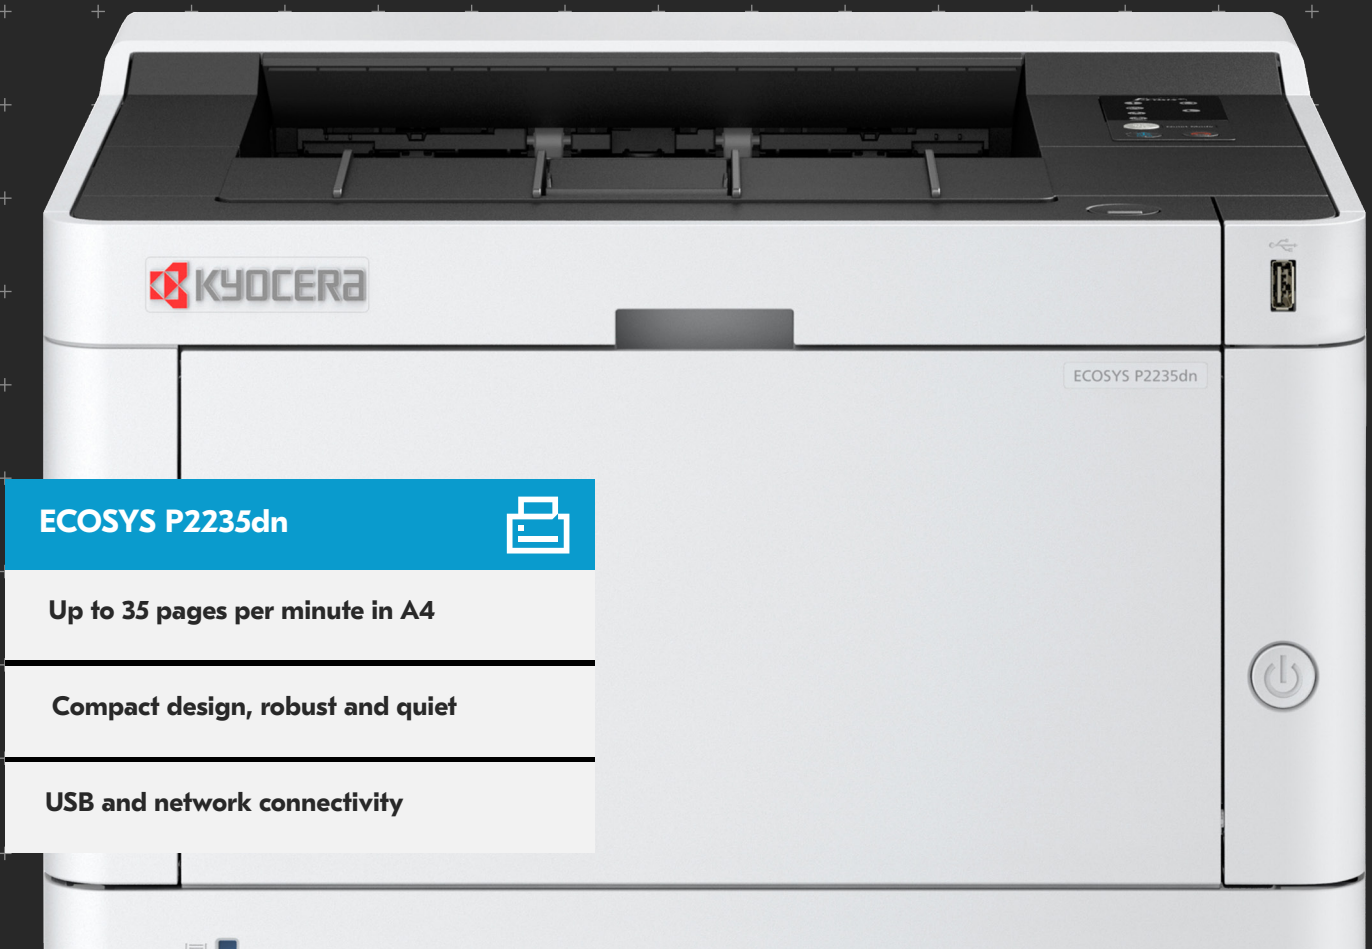 KYOCERA
ECOSYS P2235dn
ECOSYS P2235dn
Up to 35 pages per minute in A4
Compact design, robust and quiet
USB and network connectivity